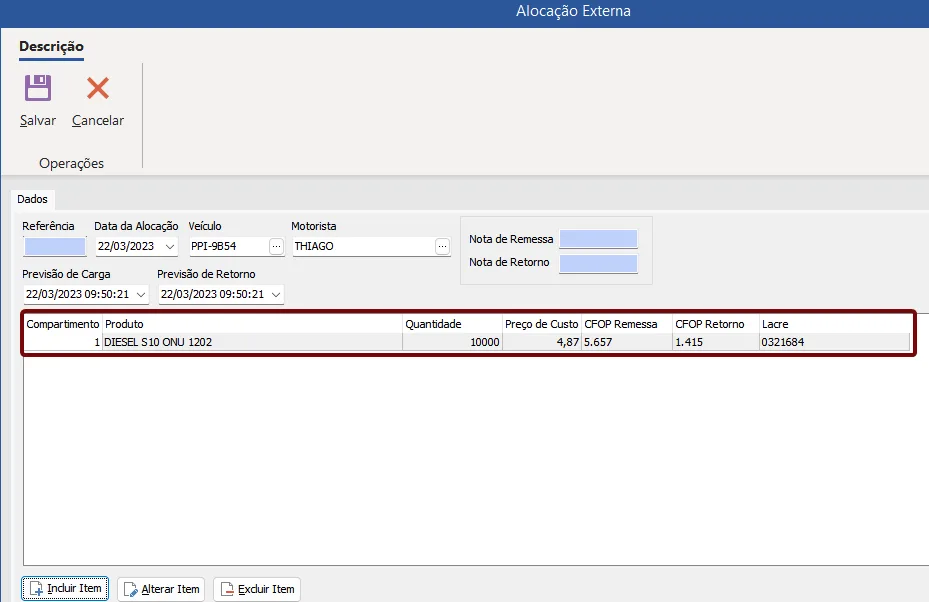 Alocação Externa
Descrição
Salvar Cancelar
Operações
Dados
Referência Data da Alocação Veículo Motorista
22/03/2023 PPI-9B54 ... THIAGO ...
Nota de Remessa
Nota de Retorno
Previsão de Carga Previsão de Retorno
22/03/2023 09:50:21 22/03/2023 09:50:21
Compartimento Produto Quantidade Preço de Custo CFOP Remessa CFOP Retorno Lacre
1 DIESEL S10 ONU 1202 10000 4,87 5.657 1.415 0321684
Incluir Item Alterar Item Excluir Item